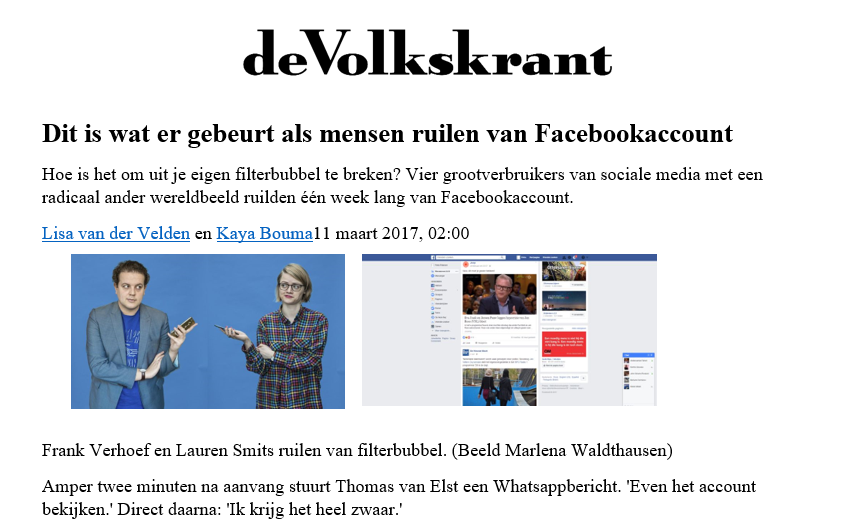 deVolkskrant
Dit is wat er gebeurt als mensen ruilen van Facebookaccount
Hoe is het om uit je eigen filterbubbel te breken? Vier grootverbruikers van sociale media met een
radicaal ander wereldbeeld ruilden één week lang van Facebookaccount.
Lisa van der Velden en Kaya Bouma11 maart 2017, 02:00
Frank Verhoef en Lauren Smits ruilen van filterbubbel. (Beeld Marlena Waldthausen)
Amper twee minuten na aanvang stuurt Thomas van Elst een Whatsappbericht. 'Even het account
bekijken.' Direct daarna: 'Ik krijg het heel zwaar.'